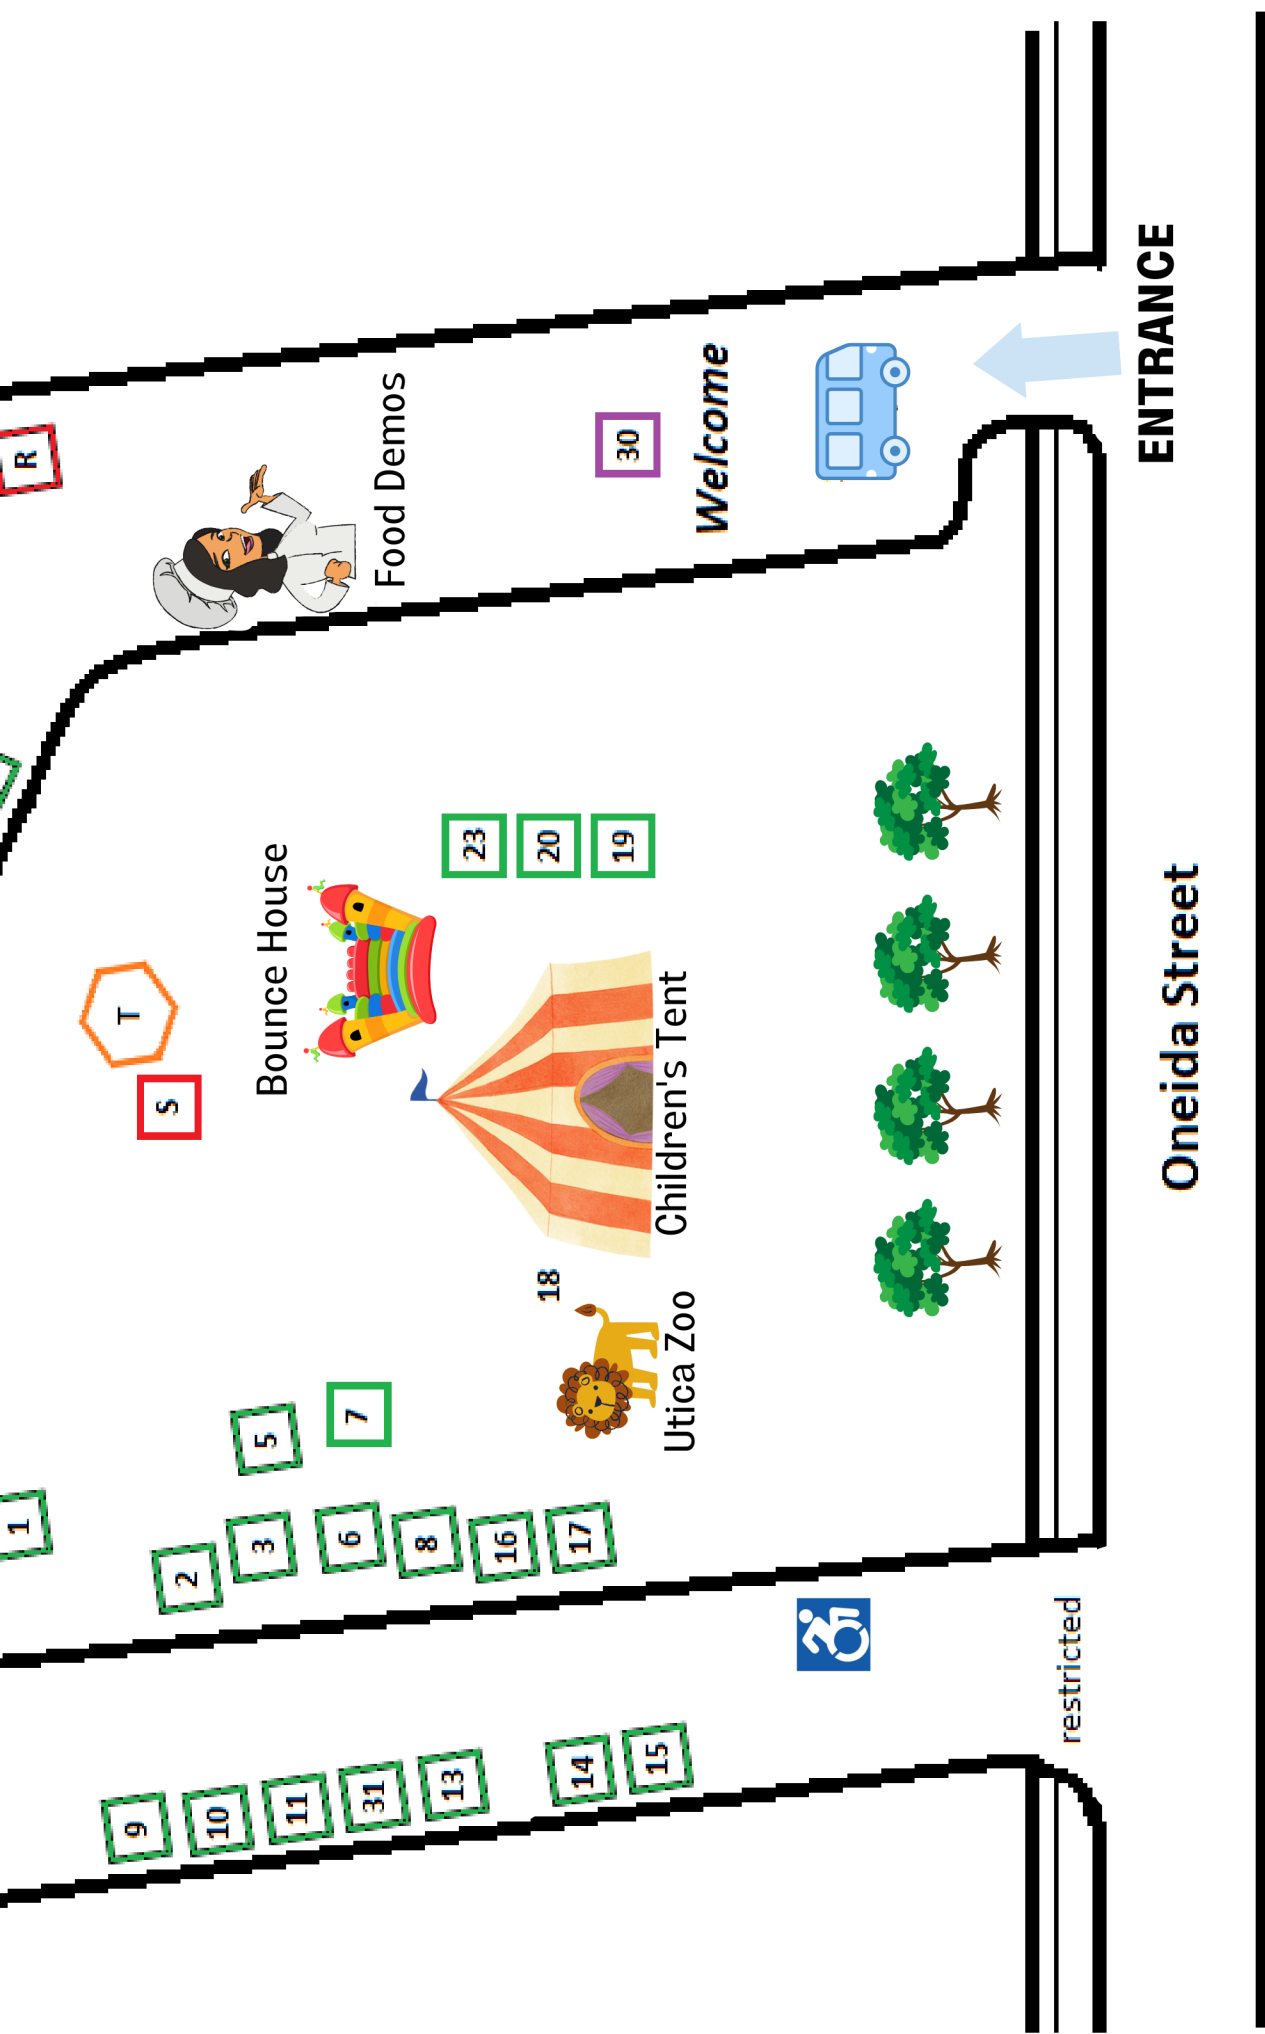 9
10
11
31
13
14
15
restricted
1
2
3
6
8
16
17
5
7
18
Utica Zoo
Children's Tent
Bounce House
S
T
23
20
19
Oneida Street
R
Food Demos
30
Welcome
ENTRANCE